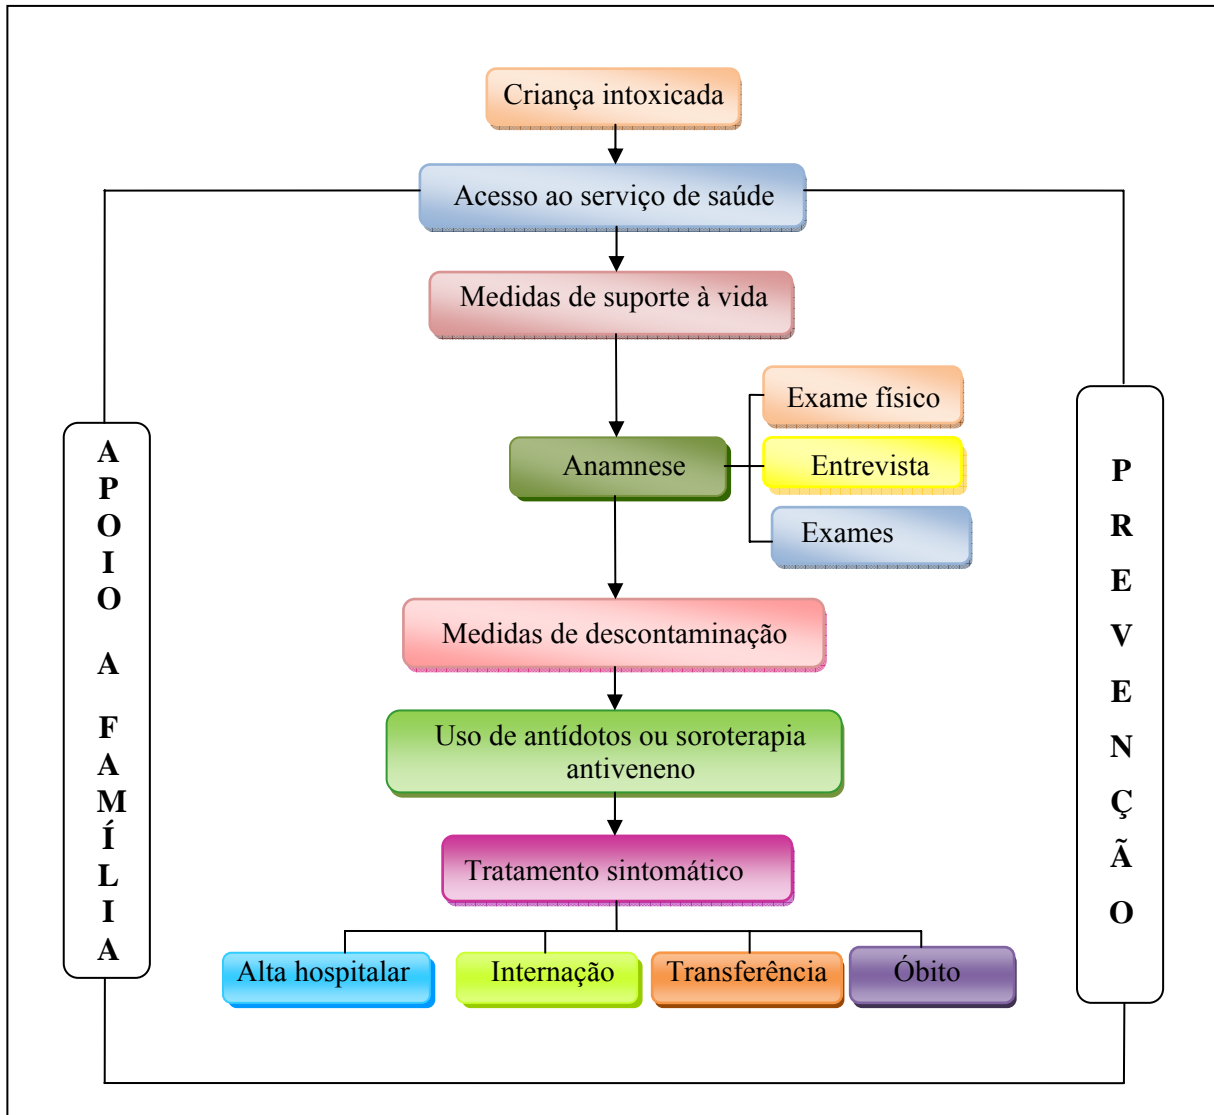 Criança intoxicada
Acesso ao serviço de saúde
Medidas de suporte à vida
Anamnese
Exame físico
Entrevista
Exames
Medidas de descontaminação
Uso de antídotos ou soroterapia
antiveneno
Tratamento sintomático
Alta hospitalar
Internação
Transferência
Óbito
APOIO A FAMÍLIA
PREVENÇÃO